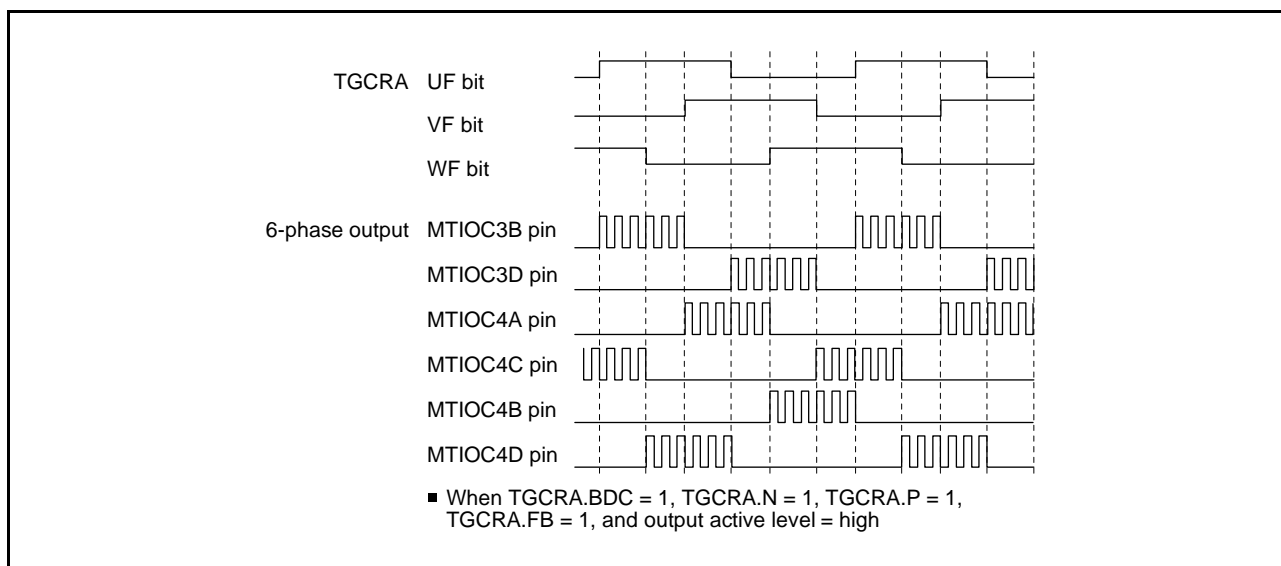 TGCRA UF bit
VF bit
WF bit
6-phase output MTIOC3B pin
MTIOC3D pin
MTIOC4A pin
MTIOC4C pin
MTIOC4B pin
MTIOC4D pin
■ When TGCRA.BDC = 1, TGCRA.N = 1, TGCRA.P = 1,
TGCRA.FB = 1, and output active level = high